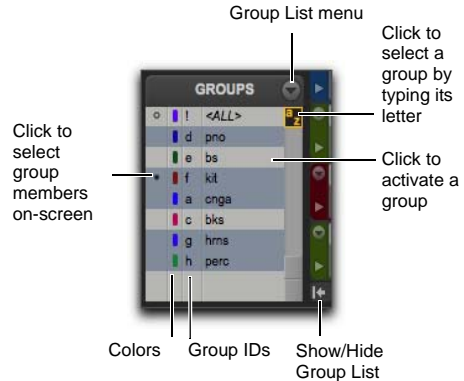 Group List menu
Click to
select a
group by
typing its
letter
GROUPS
a
z
! <ALL>
d pno
e bs
f kit
a cnga
c bks
g hrns
h perc
Click to
select
group
members
on-screen
Click to
activate a
group
Colors
Group IDs
Show/Hide
Group List